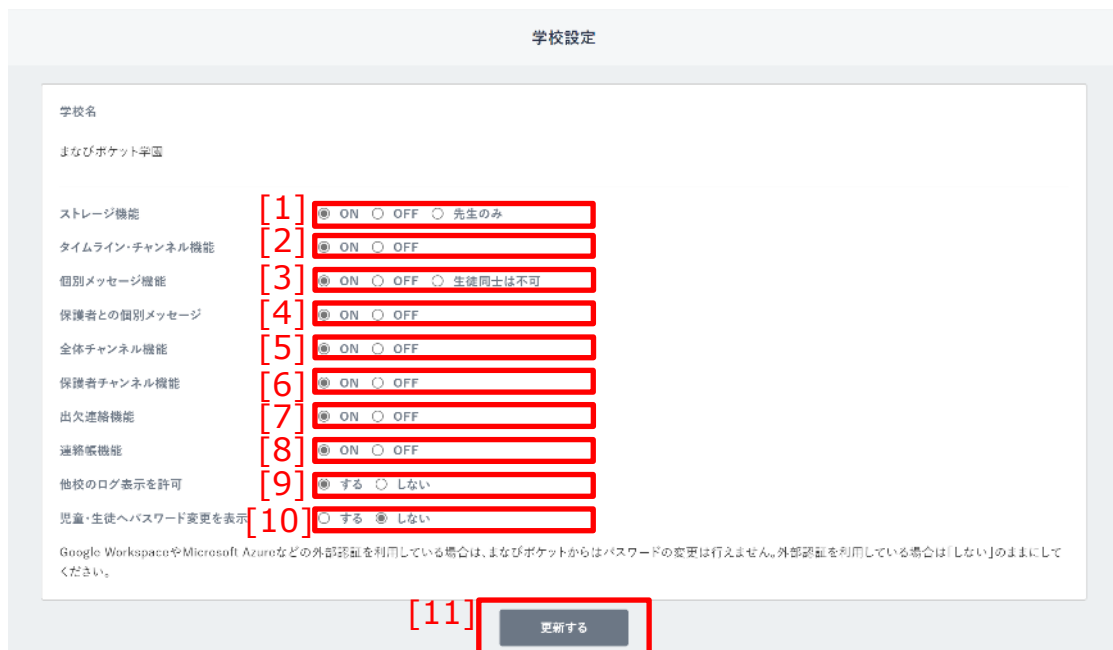 学校設定
学校名
まなびポケット学園
ストレージ機能 [1] ON OFF 先生のみ
タイムライン・チャンネル機能 [2] ON OFF
個別メッセージ機能 [3] ON OFF 生徒同士は不可
保護者との個別メッセージ [4] ON OFF
全体チャンネル機能 [5] ON OFF
保護者チャンネル機能 [6] ON OFF
出欠連絡機能 [7] ON OFF
連絡帳機能 [8] ON OFF
他校のログ表示を許可 [9] する しない
児童・生徒へパスワード変更を表示 [10] する しない
Google WorkspaceやMicrosoft Azureなどの外部認証を利用している場合は、まなびポケットからはパスワードの変更は行えません。外部認証を利用している場合は「しない」のままにして
ください。
[11] 更新する